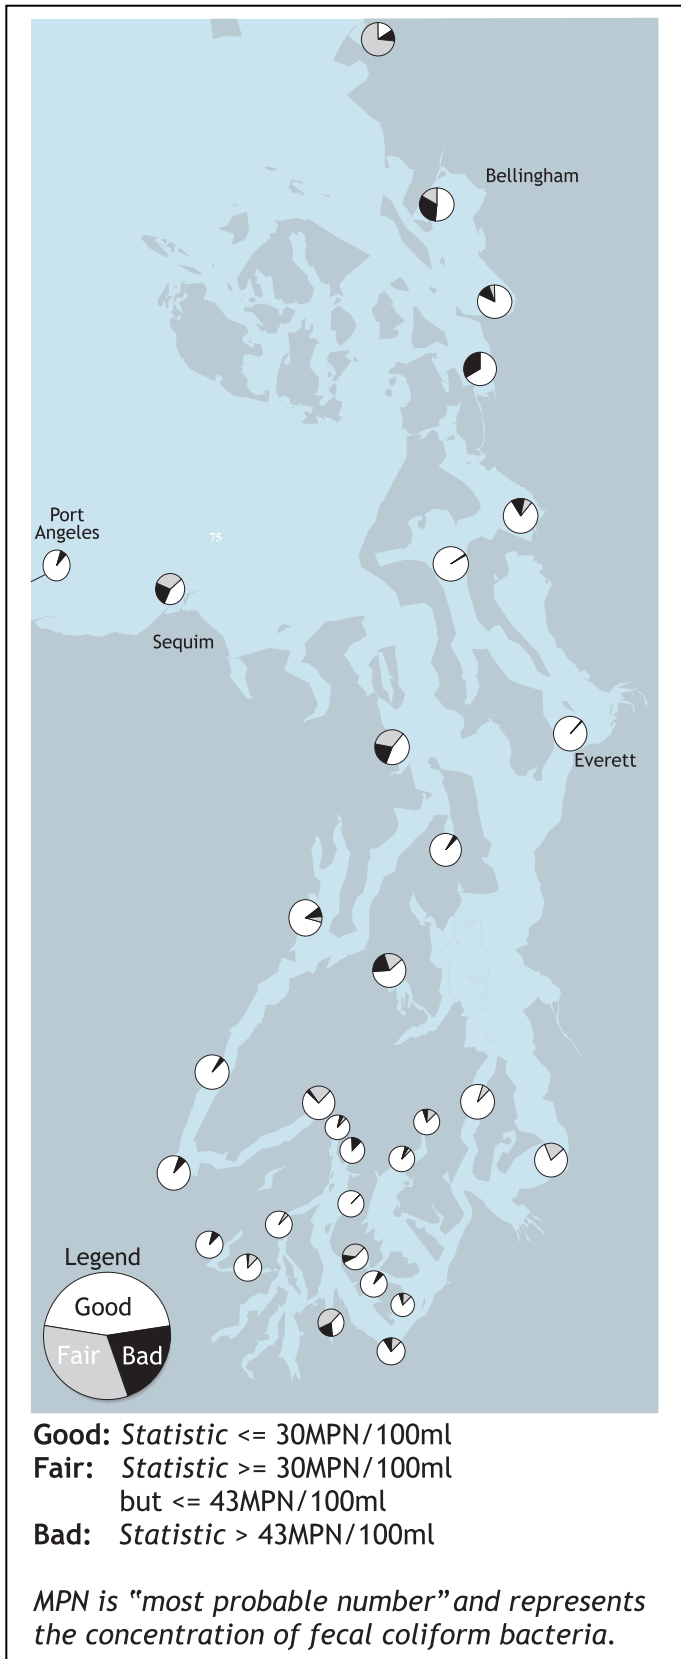 Bellingham
Port
Angeles
75
Sequim
Everett
Legend
Good
Fair
Bad
Good: Statistic <= 30MPN/100ml
Fair: Statistic >= 30MPN/100ml
but <= 43MPN/100ml
Bad: Statistic > 43MPN/100ml
MPN is “most probable number” and represents
the concentration of fecal coliform bacteria.